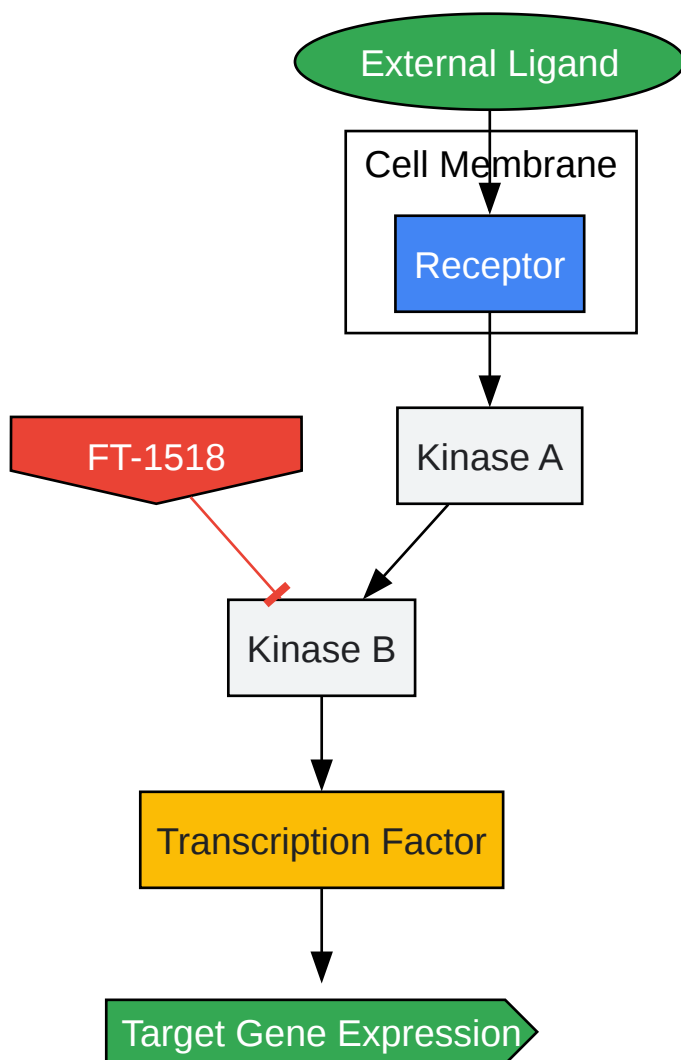 External Ligand
Cell Membrane
Receptor
Kinase A
FT-1518
Kinase B
Transcription Factor
Target Gene Expression